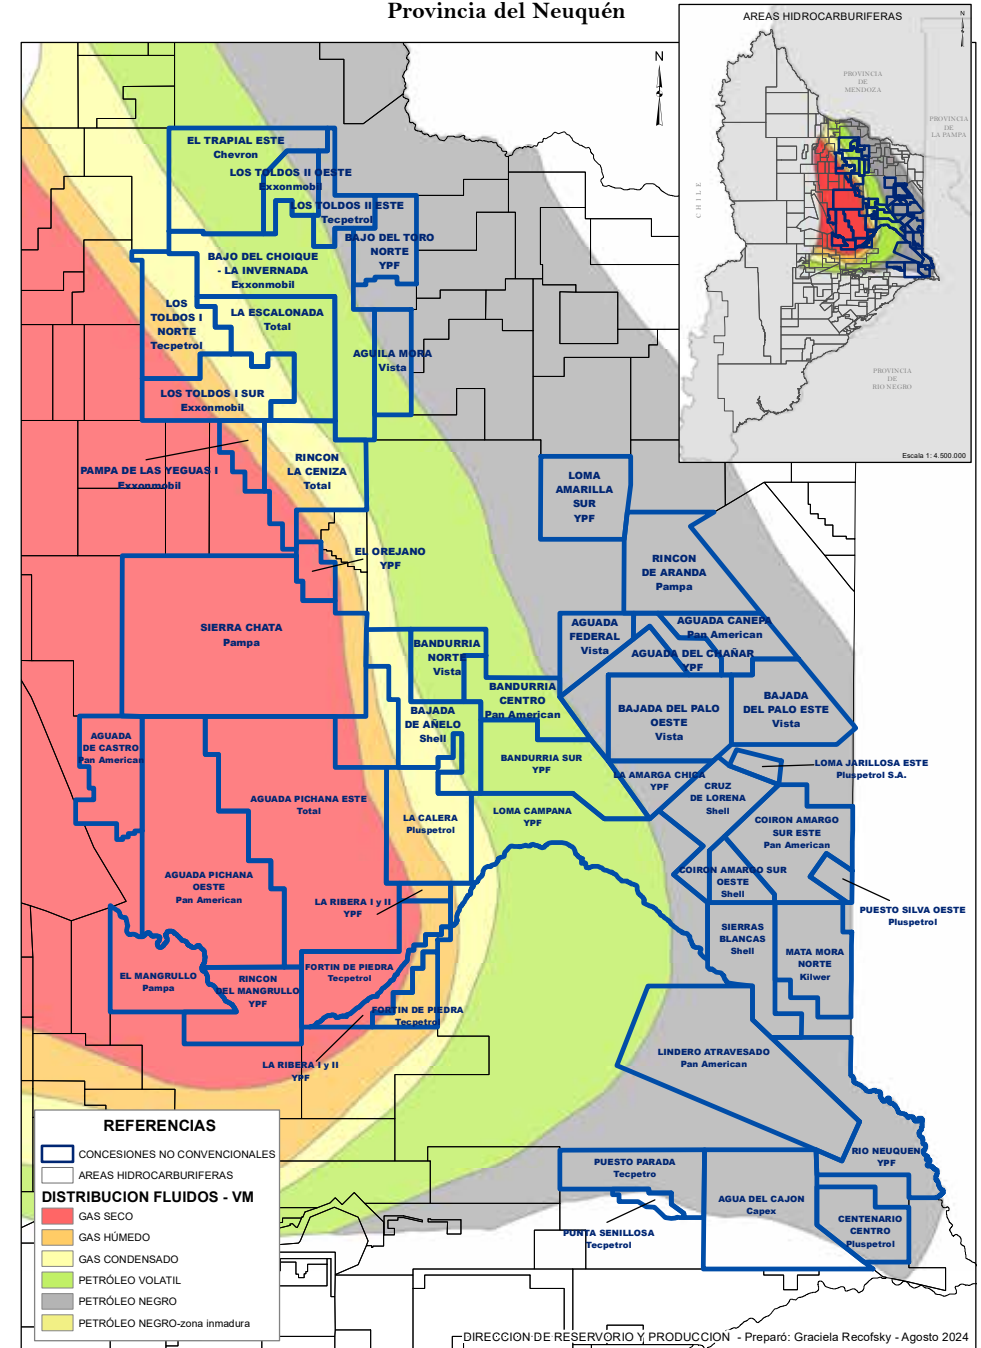 Provincia del Neuquén
AREAS HIDROCARBURIFERAS
N
PROVINCIA
DE
MENDOZA
PROVINCIA
DE
LA PAMPA
CHILE
PROVINCIA
DE
RIO NEGRO
Escala 1: 4.500.000
N
EL TRAPIAL ESTE
Chevron
LOS TOLDOS II OESTE
Exxonmobil
LOS TOLDOS II ESTE
Tecpetrol
BAJO DEL TORO
NORTE
YPF
BAJO DEL CHOIQUE
- LA INVERNADA
Exxonmobil
LOS
TOLDOS I
NORTE
Tecpetrol
LA ESCALONADA
Total
AGUILA MORA
Vista
LOS TOLDOS I SUR
Exxonmobil
PAMPA DE LAS YEGUAS I
Exxonmobil
RINCON
LA CENIZA
Total
LOMA
AMARILLA
SUR
YPF
EL OREJANO
YPF
RINCON
DE ARANDA
Pampa
SIERRA CHATA
Pampa
AGUADA
FEDERAL
Vista
AGUADA CANEPA
Pan American
AGUADA DEL CHAÑAR
YPF
BANDURRIA
NORTE
Vista
BANDURRIA
CENTRO
Pan American
BAJADA
DE AÑELO
Shell
BAJADA DEL PALO
OESTE
Vista
BAJADA
DEL PALO ESTE
Vista
AGUADA
DE CASTRO
Pan American
BANDURRIA SUR
YPF
LA AMARGA CHICA
YPF
LOMA JARILLOSA ESTE
Pluspetrol S.A.
CRUZ
DE LORENA
Shell
AGUADA PICHANA ESTE
Total
LA CALERA
Pluspetrol
LOMA CAMPANA
YPF
COIRON AMARGO
SUR ESTE
Pan American
AGUADA PICHANA
OESTE
Pan American
COIRON AMARGO SUR
OESTE
Shell
LA RIBERA I y II
YPF
PUESTO SILVA OESTE
Pluspetrol
SIERRAS
BLANCAS
Shell
MATA MORA
NORTE
Kilwer
EL MANGRULLO
Pampa
RINCON
DEL MANGRULLO
YPF
FORTIN DE PIEDRA
Tecpetrol
FORTIN DE PIEDRA
Tecpetrol
LA RIBERA I y II
YPF
LINDERO ATRAVESADO
Pan American
RIO NEUQUEN
YPF
PUESTO PARADA
Tecpetro
AGUA DEL CAJON
Capex
PUNTA SENILLOSA
Tecpetrol
CENTENARIO
CENTRO
Pluspetrol
REFERENCIAS
CONCESIONES NO CONVENCIONALES
AREAS HIDROCARBURIFERAS
DISTRIBUCION FLUIDOS - VM
GAS SECO
GAS HÚMEDO
GAS CONDENSADO
PETRÓLEO VOLATIL
PETRÓLEO NEGRO
PETRÓLEO NEGRO-zona inmadura
DIRECCION DE RESERVORIO Y PRODUCCION - Preparó: Graciela Recofsky - Agosto 2024